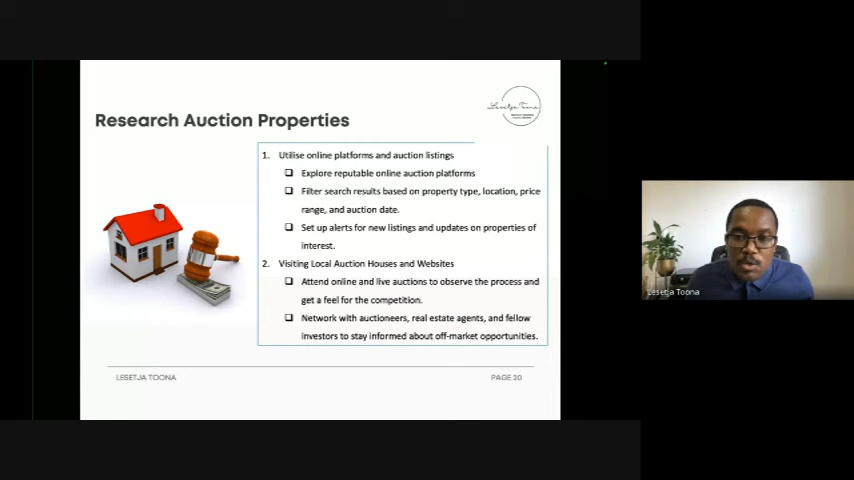 Research Auction Properties
Lesetja Toona
1. Utilise online platforms and auction listings
❑ Explore reputable online auction platforms
❑ Filter search results based on property type, location, price
range, and auction date.
❑ Set up alerts for new listings and updates on properties of
interest.
2. Visiting Local Auction Houses and Websites
❑ Attend online and live auctions to observe the process and
get a feel for the competition.
❑ Network with auctioneers, real estate agents, and fellow
investors to stay informed about off-market opportunities.
LESETJA TOONA
PAGE 20
Lesetja Toona